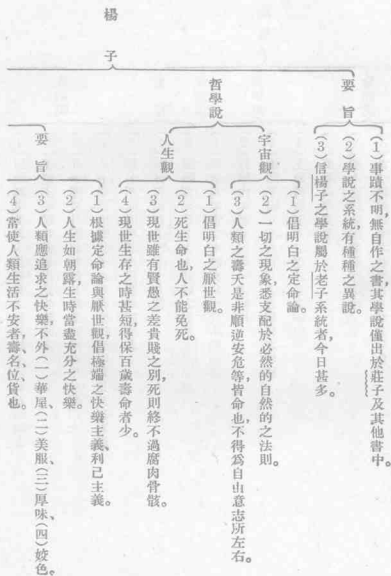 楊子
要旨
(1)事蹟不明,無自作之書,其學說僅出於莊子及其他書中。
(2)學說之系統有種種之異說。
(3)信楊子之學說屬於老子系統者,今日甚多。
哲學說
宇宙觀
(1)倡明白之定命論。
(2)一切之現象,悉支配於必然的自然的之法則。
(3)人類之壽夭是非順逆安危等,皆命也,不得爲自由意志所左右。
人生觀
(1)倡明白之厭世觀。
(2)死生命也,人不能免死。
(3)現世雖有賢愚之差,貴賤之別,死則終不過腐肉骨骸。
(4)現世生存之時甚短,得保百歲壽命者少。
要旨
(1)根據定命論與厭世觀,倡極端之快樂主義、利己主義。
(2)人生如朝露,生時當盡充分之快樂。
(3)人類應追求之快樂,不外(一)華屋、(二)美服、(三)厚味、(四)姣色。
(4)常使人類生活不安者,壽、名、位、貨也。